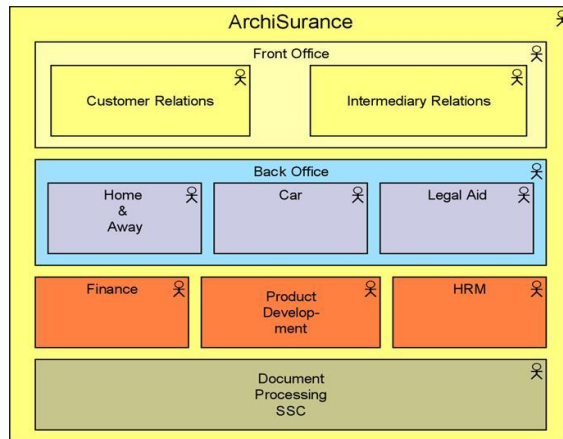 ArchiSurance
Front Office
Customer Relations
Intermediary Relations
Back Office
Home
&
Away
Car
Legal Aid
Finance
Product
Develop-
ment
HRM
Document
Processing
SSC